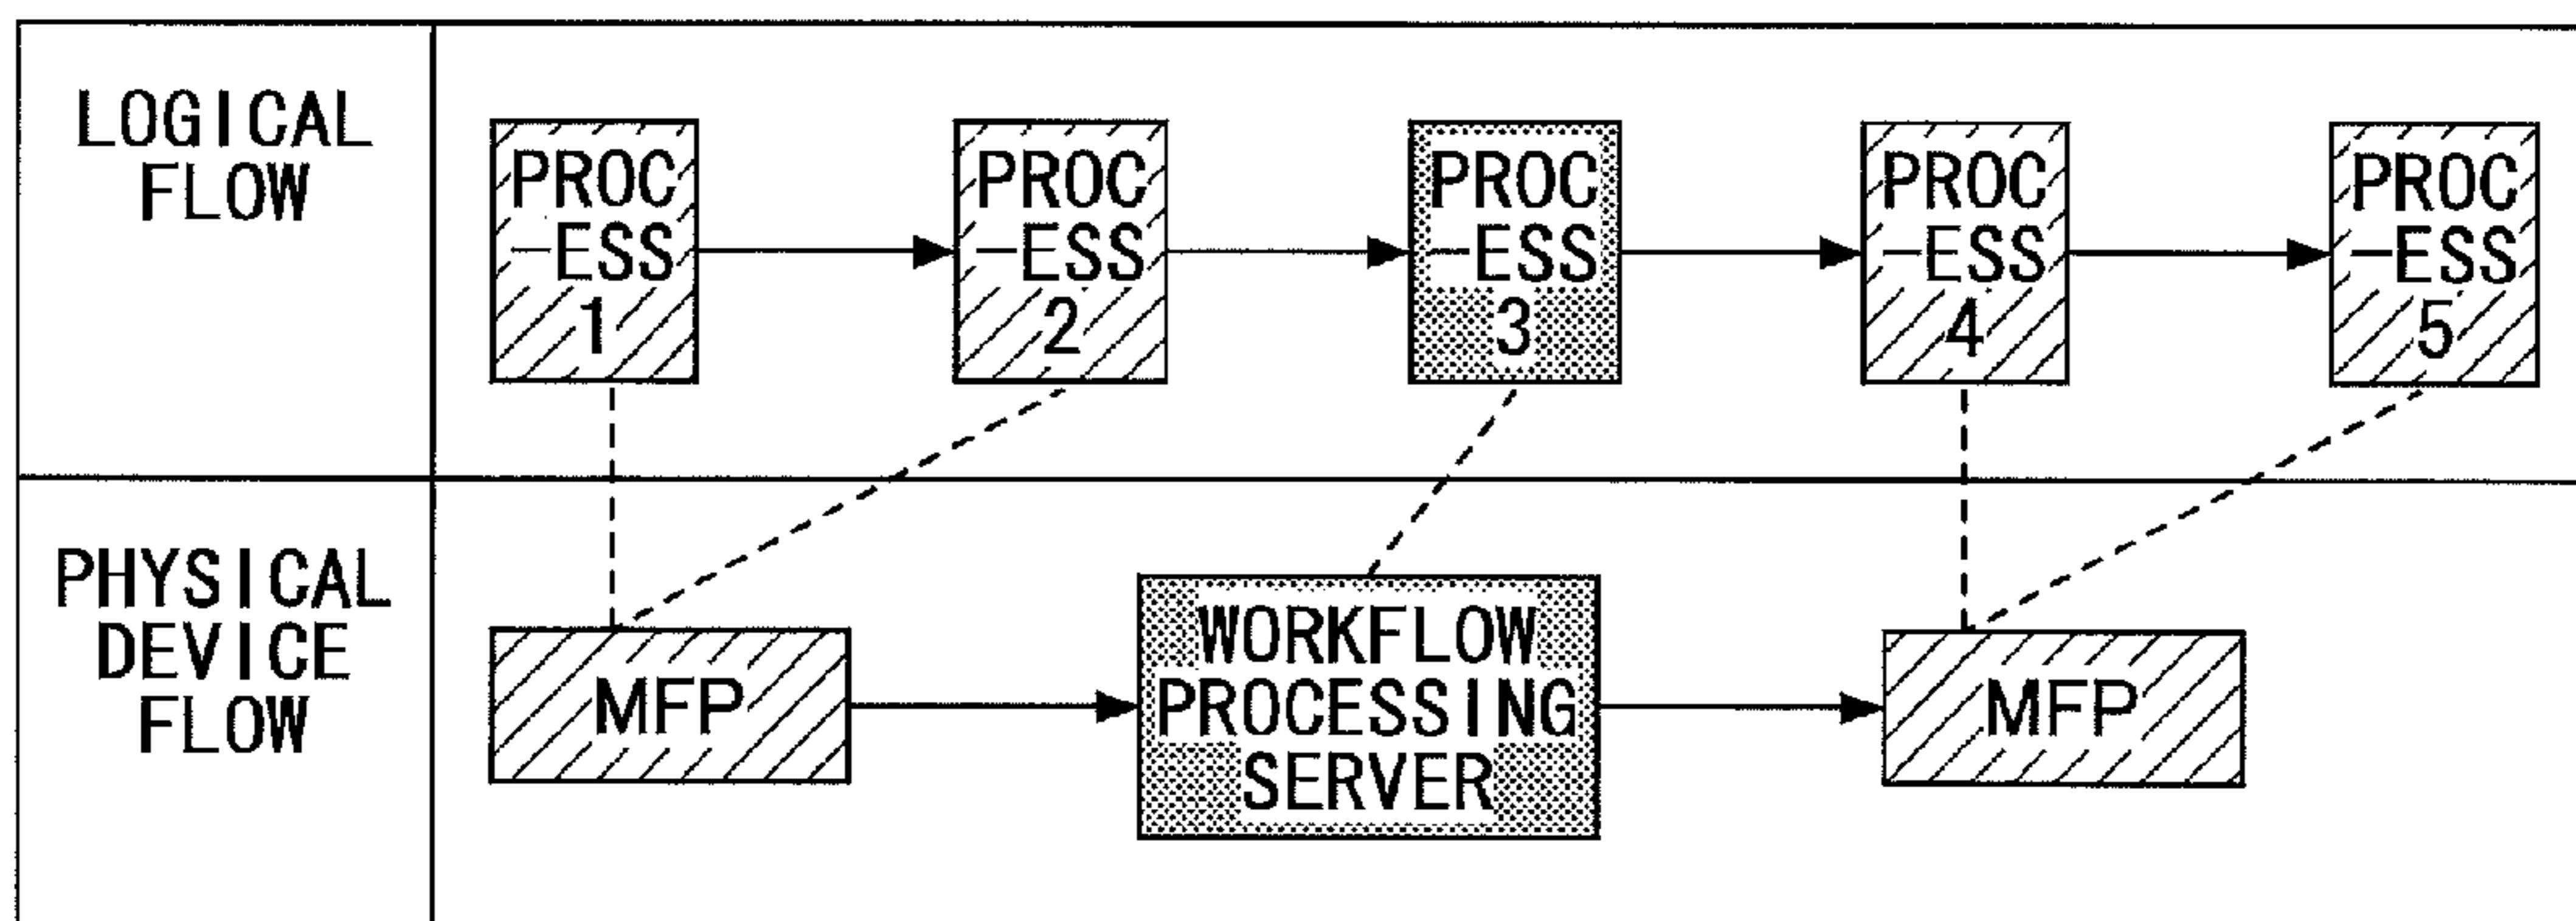 LOGICAL
FLOW
PROC
-ESS
1
PROC
-ESS
2
PROC
-ESS
3
PROC
-ESS
4
PROC
-ESS
5
PHYSICAL
DEVICE
FLOW
MFP
WORKFLOW
PROCESSING
SERVER
MFP